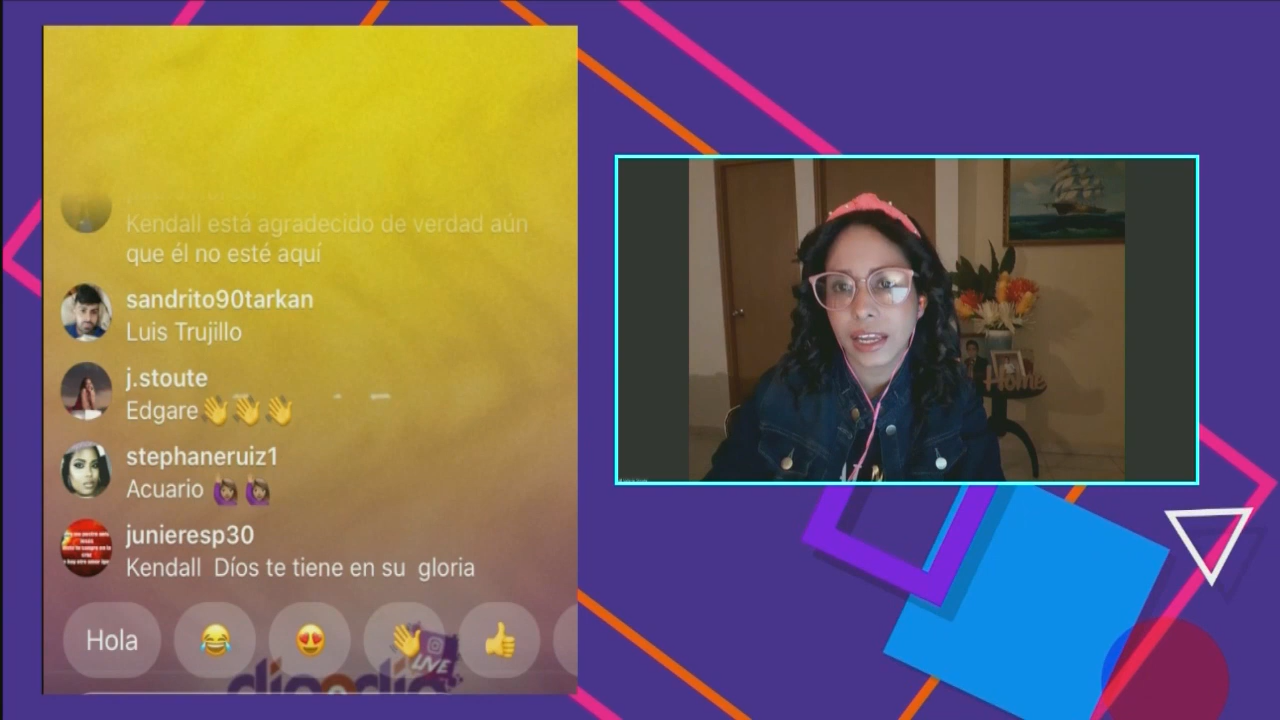 Kendall está agradecido de verdad aún
que él no esté aquí
sandrito90tarkan
Luis Trujillo
j.stoute
Edgare👋👋👋
stephaneruiz1
Acuario 🙋🏽‍♀️🙋🏽‍♀️
junieresp30
Kendall Díos te tiene en su gloria
Hola
LIVE
Home